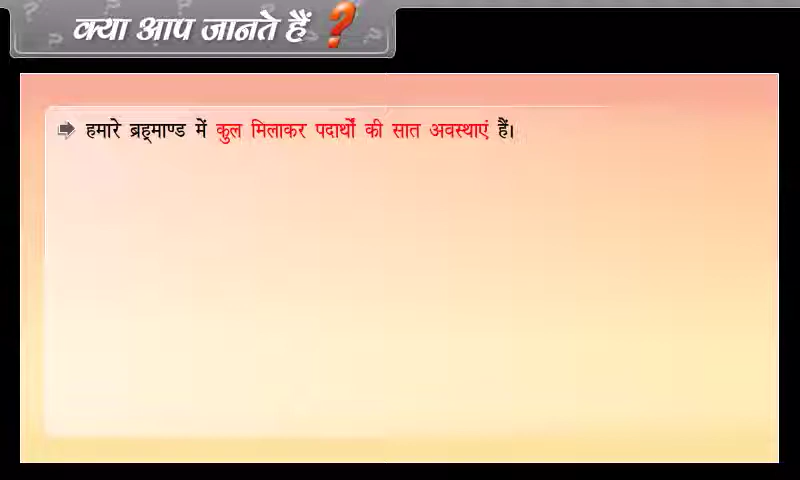 क्या आप जानते हैं ?
हमारे ब्रह्माण्ड में कुल मिलाकर पदार्थों की सात अवस्थाएं हैं।